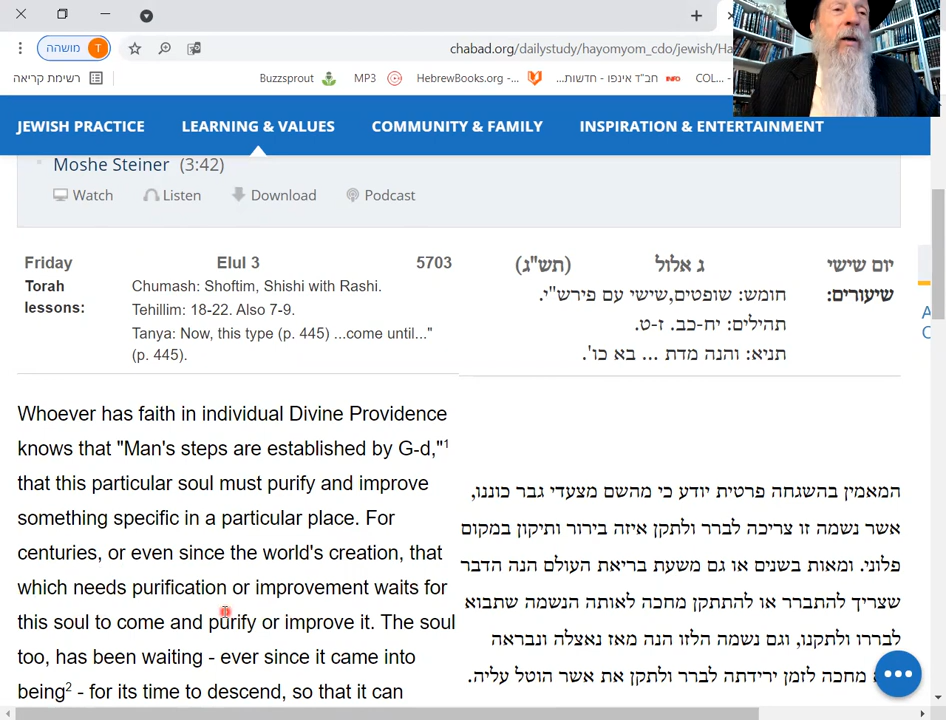 מושהה
T
chabad.org/dailystudy/hayomyom_cdo/jewish/Ha
רשימת קריאה
Buzzsprout
MP3
HebrewBooks.org -...
חב"ד אינפו - חדשות...
COL...
JEWISH PRACTICE
LEARNING & VALUES
COMMUNITY & FAMILY
INSPIRATION & ENTERTAINMENT
Moshe Steiner (3:42)
Watch
Listen
Download
Podcast
Friday
Elul 3
5703
Torah lessons:
Chumash: Shoftim, Shishi with Rashi.
Tehillim: 18-22. Also 7-9.
Tanya: Now, this type (p. 445) ...come until..."
(p. 445).
יום שישי
ג אלול
(תש"ג)
שיעורים:
חומש: שופטים,שישי עם פירש"י.
תהילים: יח-כב. ז-ט.
תניא: והנה מדת ... בא כו'.
Whoever has faith in individual Divine Providence
knows that "Man's steps are established by G-d,"1
that this particular soul must purify and improve
something specific in a particular place. For
centuries, or even since the world's creation, that
which needs purification or improvement waits for
this soul to come and purify or improve it. The soul
too, has been waiting - ever since it came into
being2 - for its time to descend, so that it can
המאמין בהשגחה פרטית יודע כי מהשם מצעדי גבר כוננו,
אשר נשמה זו צריכה לברר ולתקן איזה בירור ותיקון במקום
פלוני. ומאות בשנים או גם משעת בריאת העולם הנה הדבר
שצריך להתברר או להתתקן מחכה לאותה הנשמה שתבוא
לבררו ולתקנו, וגם נשמה הלזו הנה מאז נאצלה ונבראה
מחכה לזמן ירידתה לברר ולתקן את אשר הוטל עליה.